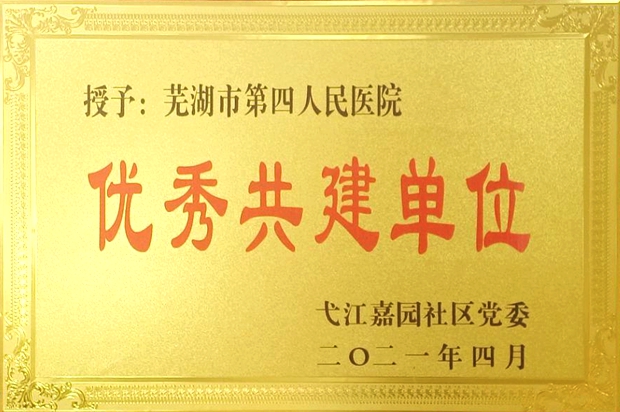 授予：芜湖市第四人民医院
优秀共建单位
弋江嘉园社区党委
二〇二一年四月